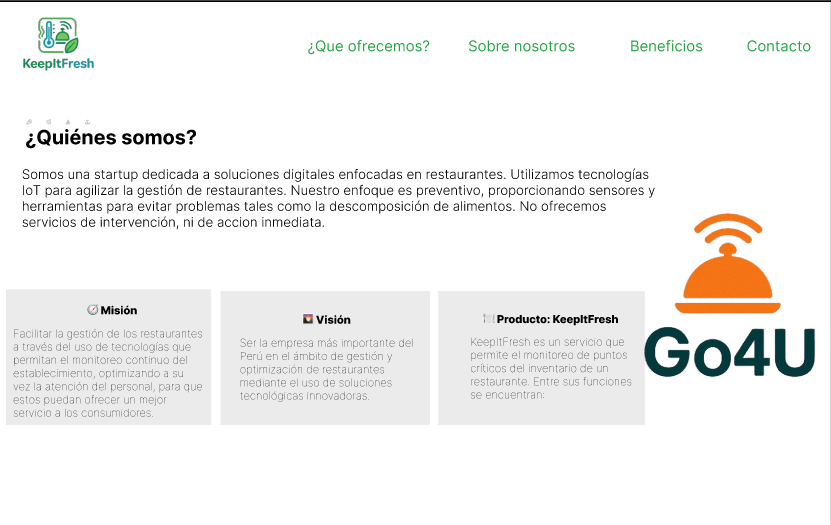 KeepItFresh
¿Que ofrecemos?
Sobre nosotros
Beneficios
Contacto
¿Quiénes somos?
Somos una startup dedicada a soluciones digitales enfocadas en restaurantes. Utilizamos tecnologías
IoT para agilizar la gestión de restaurantes. Nuestro enfoque es preventivo, proporcionando sensores y
herramientas para evitar problemas tales como la descomposición de alimentos. No ofrecemos
servicios de intervención, ni de accion inmediata.
Misión
Facilitar la gestión de los restaurantes
a través del uso de tecnologías que
permitan el monitoreo continuo del
establecimiento, optimizando a su
vez la atención del personal, para que
estos puedan ofrecer un mejor
servicio a los consumidores.
Visión
Ser la empresa más importante del
Perú en el ámbito de gestión y
optimización de restaurantes
mediante el uso de soluciones
tecnológicas innovadoras.
Producto: KeepItFresh
KeepItFresh es un servicio que
permite el monitoreo de puntos
críticos del inventario de un
restaurante. Entre sus funciones
se encuentran:
Go4U